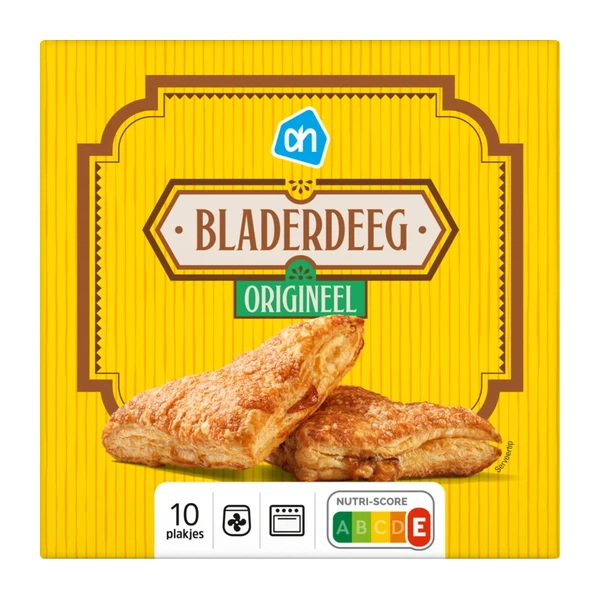 ah
· BLADERDEEG ·
ORIGINEEL
Serveertip
10
plakjes
NUTRI-SCORE
A B C D E